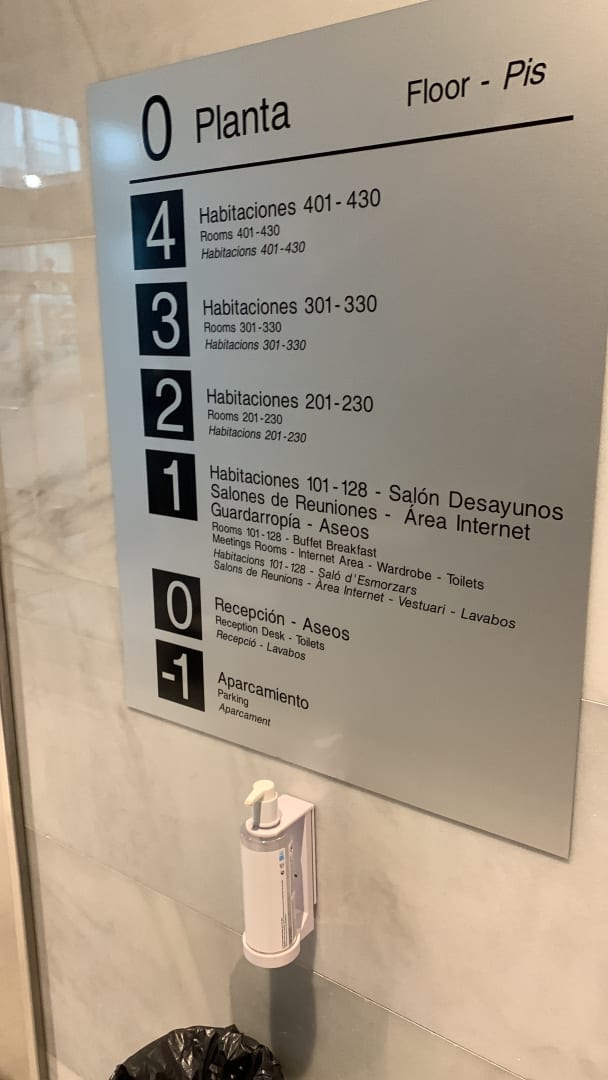 0 Planta Floor - Pis
4 Habitaciones 401-430
Rooms 401-430
Habitacions 401-430
3 Habitaciones 301-330
Rooms 301-330
Habitacions 301-330
2 Habitaciones 201-230
Rooms 201-230
Habitacions 201-230
1 Habitaciones 101-128 - Salón Desayunos
Salones de Reuniones - Área Internet
Guardarropía - Aseos
Rooms 101-128 - Buffet Breakfast
Meetings Rooms - Internet Area - Wardrobe - Toilets
Habitacions 101-128 - Saló d'Esmorzars
Salons de Reunions - Àrea Internet - Vestuari - Lavabos
0 Recepción - Aseos
Reception Desk - Toilets
Recepció - Lavabos
-1 Aparcamiento
Parking
Aparcament